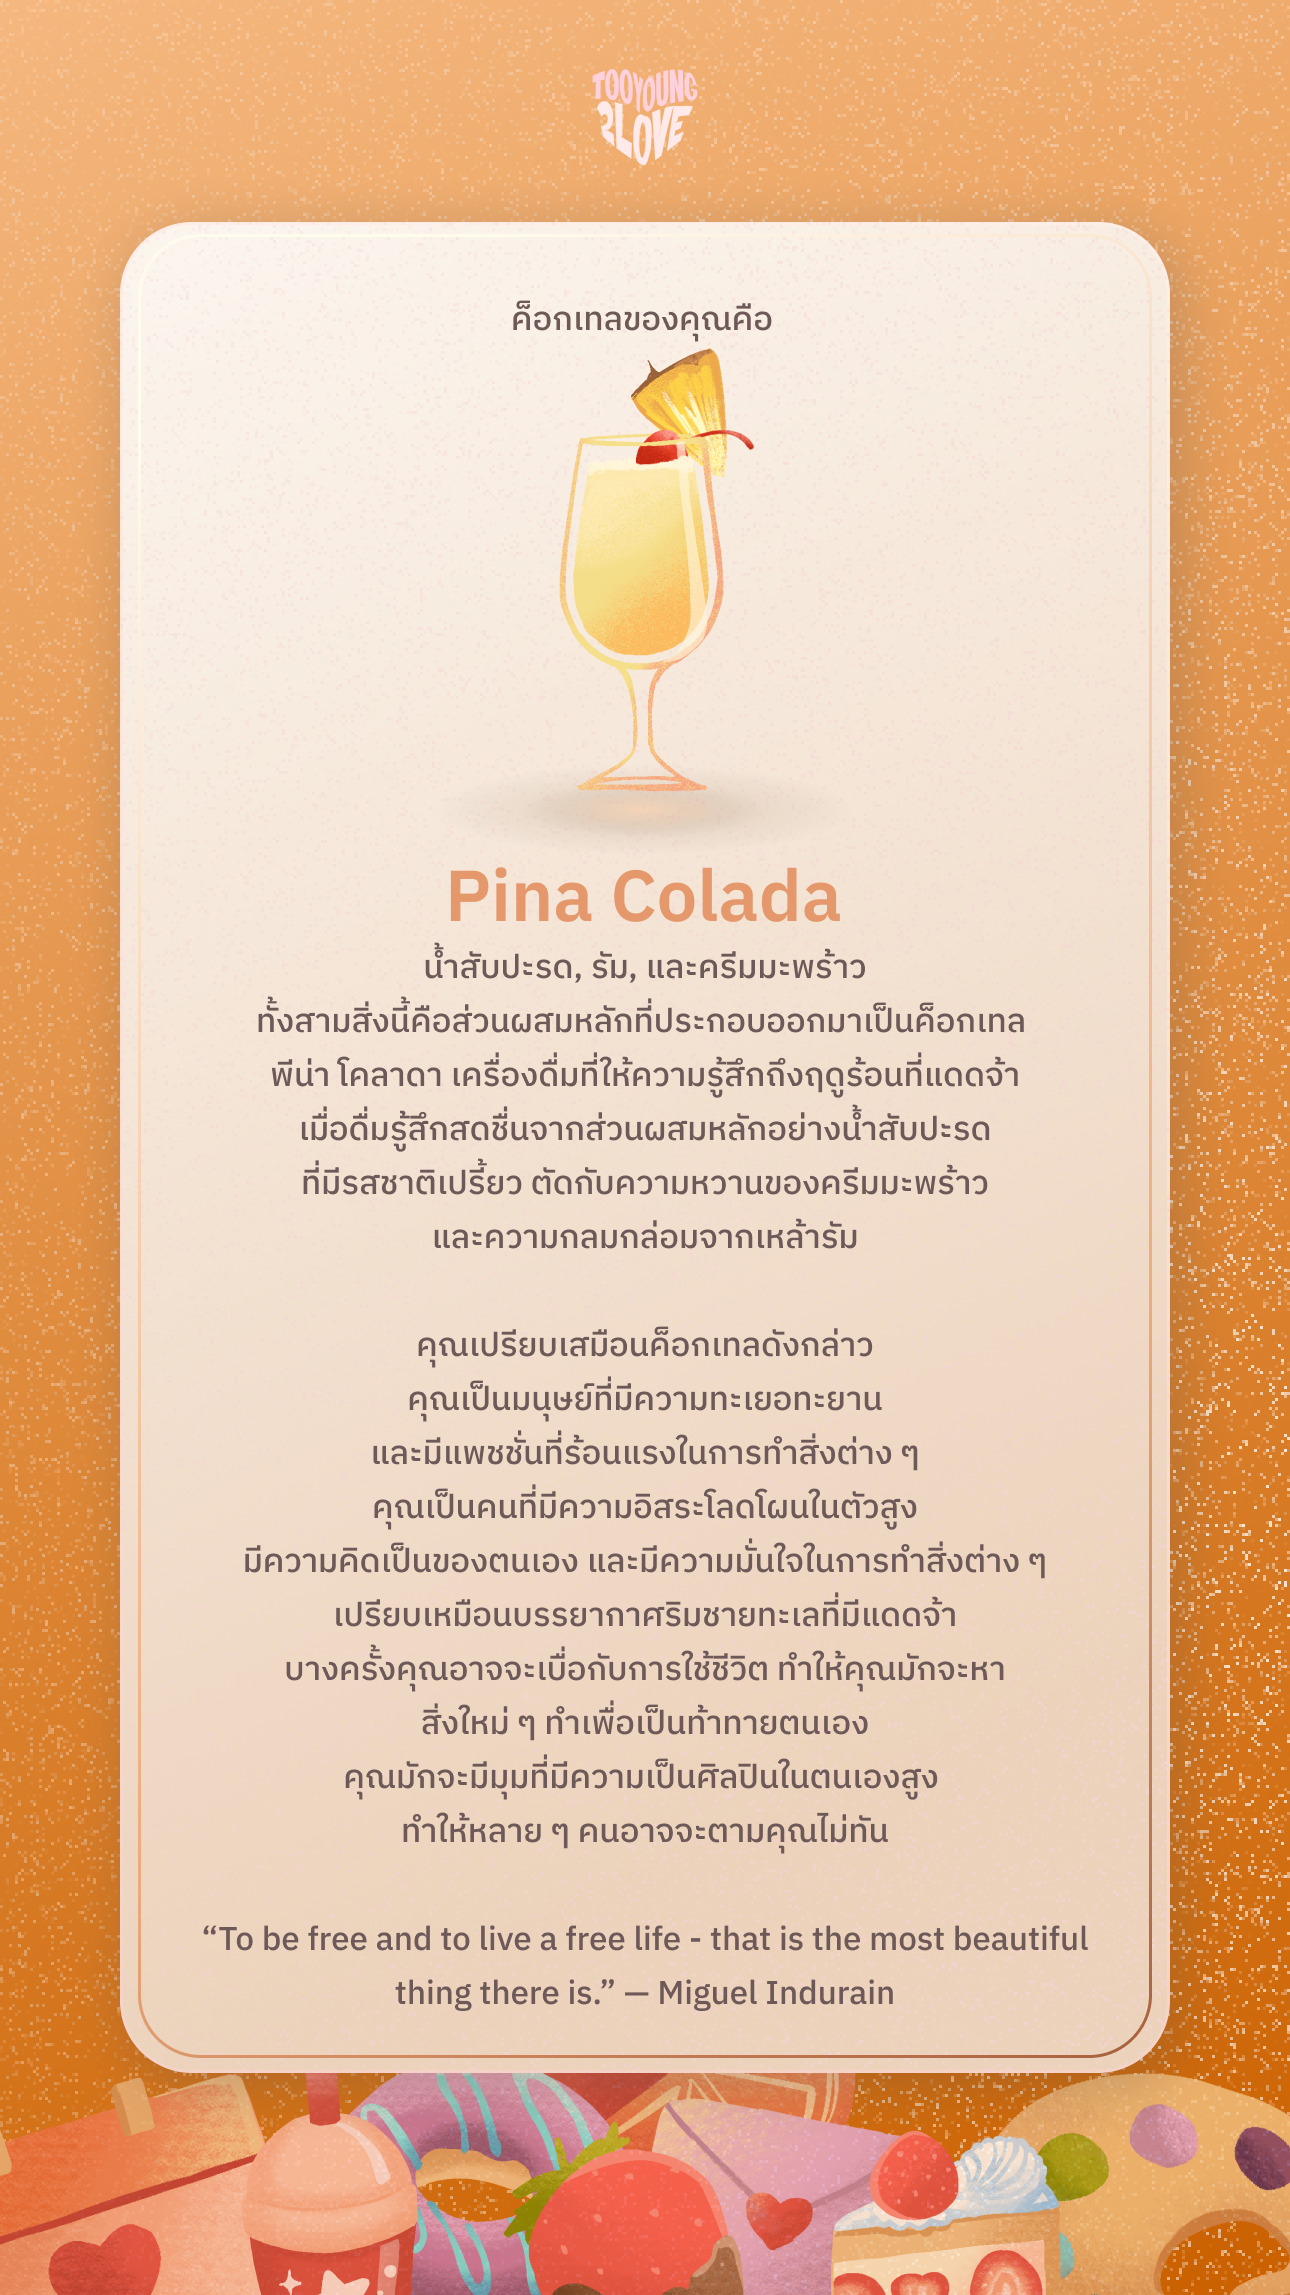 TOO YOUNG
2LOVE
ค็อกเทลของคุณคือ
Pina Colada
น้ำสับปะรด, รัม, และครีมมะพร้าว
ทั้งสามสิ่งนี้คือส่วนผสมหลักที่ประกอบออกมาเป็นค็อกเทล
พีน่า โคลาดา เครื่องดื่มที่ให้ความรู้สึกถึงฤดูร้อนที่แดดจ้า
เมื่อดื่มรู้สึกสดชื่นจากส่วนผสมหลักอย่างน้ำสับปะรด
ที่มีรสชาติเปรี้ยว ตัดกับความหวานของครีมมะพร้าว
และความกลมกล่อมจากเหล้ารัม
คุณเปรียบเสมือนค็อกเทลดังกล่าว
คุณเป็นมนุษย์ที่มีความทะเยอทะยาน
และมีแพชชั่นที่ร้อนแรงในการทำสิ่งต่าง ๆ
คุณเป็นคนที่มีความอิสระโลดโผนในตัวสูง
มีความคิดเป็นของตนเอง และมีความมั่นใจในการทำสิ่งต่าง ๆ
เปรียบเหมือนบรรยากาศริมชายทะเลที่มีแดดจ้า
บางครั้งคุณอาจจะเบื่อกับการใช้ชีวิต ทำให้คุณมักจะหา
สิ่งใหม่ ๆ ทำเพื่อเป็นท้าทายตนเอง
คุณมักจะมีมุมที่มีความเป็นศิลปินในตนเองสูง
ทำให้หลาย ๆ คนอาจจะตามคุณไม่ทัน
“To be free and to live a free life - that is the most beautiful
thing there is.” — Miguel Indurain